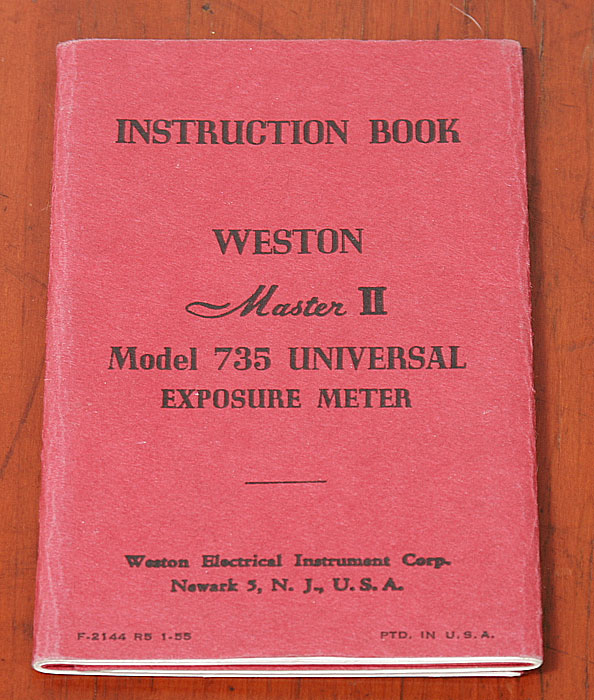 INSTRUCTION BOOK
WESTON
Master II
Model 735 UNIVERSAL
EXPOSURE METER
Weston Electrical Instrument Corp.
Newark 5, N. J., U. S. A.
F-2144 R5 1-55 PTD. IN U. S. A.